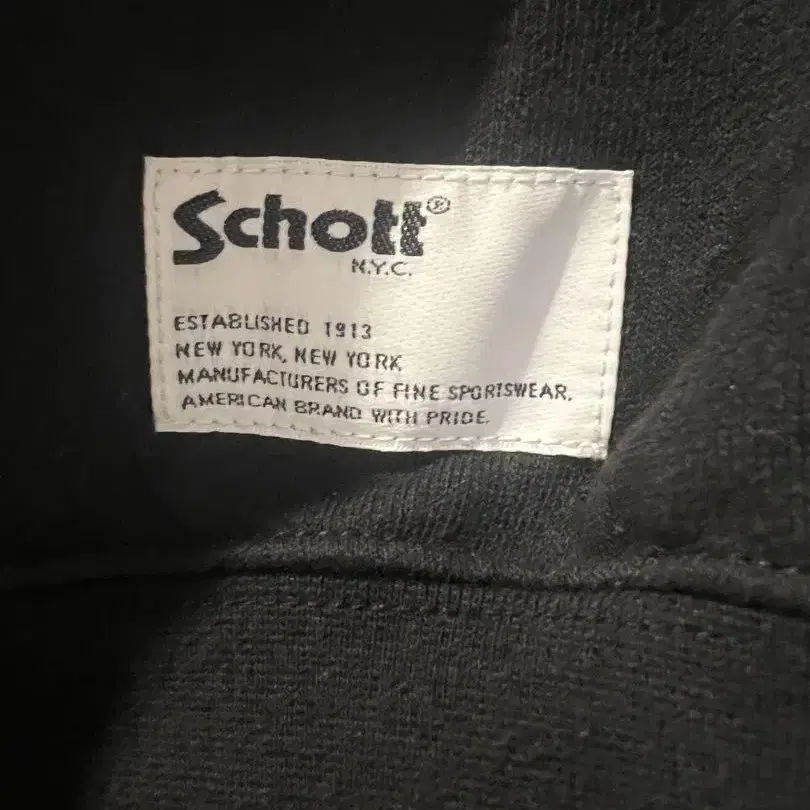 Schott®
N.Y.C.
ESTABLISHED 1913
NEW YORK, NEW YORK
MANUFACTURERS OF FINE SPORTSWEAR.
AMERICAN BRAND WITH PRIDE.